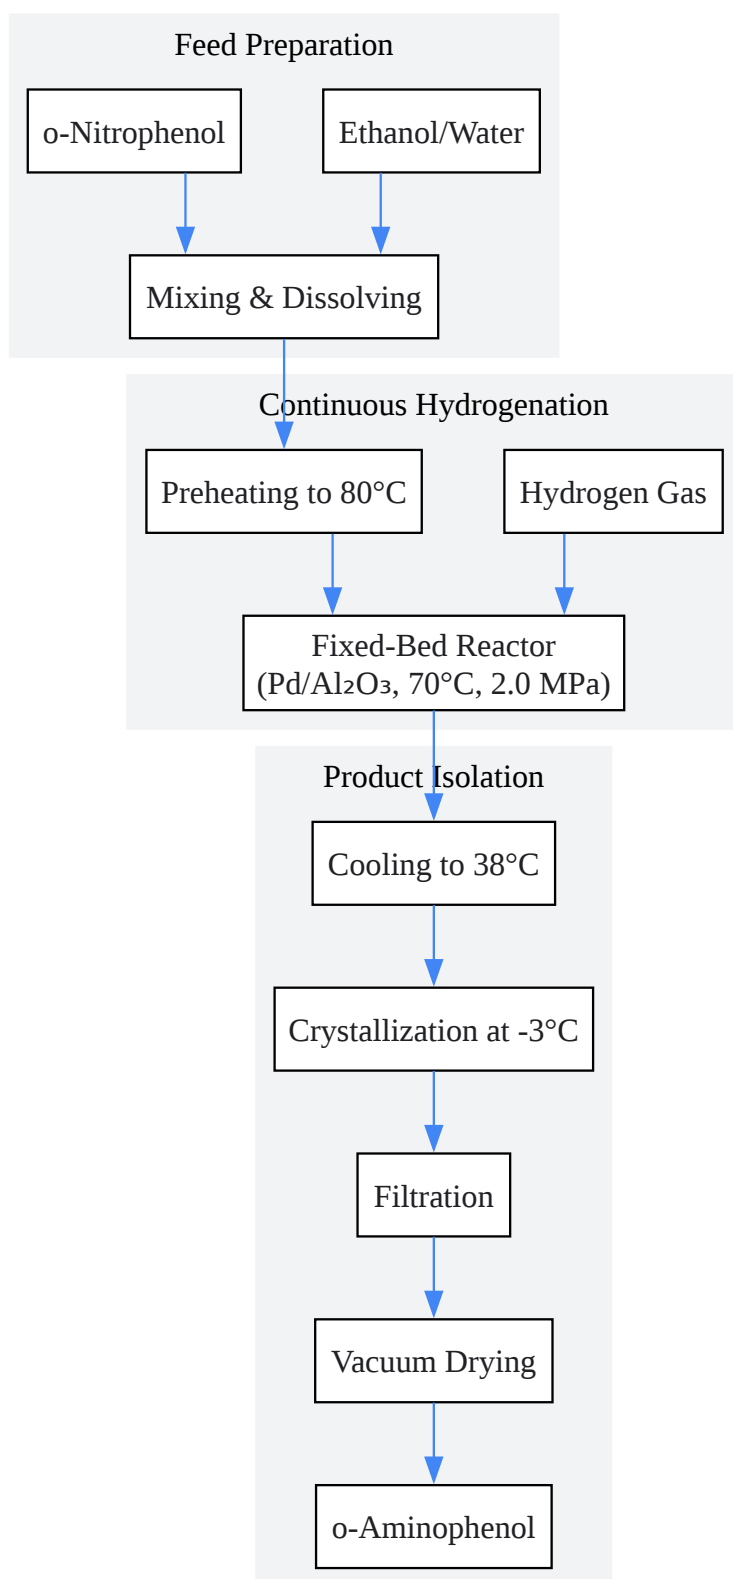 Feed Preparation
o-Nitrophenol
Ethanol/Water
Mixing & Dissolving
Continuous Hydrogenation
Preheating to 80°C
Hydrogen Gas
Fixed-Bed Reactor
(Pd/Al₂O₃, 70°C, 2.0 MPa)
Product Isolation
Cooling to 38°C
Crystallization at -3°C
Filtration
Vacuum Drying
o-Aminophenol